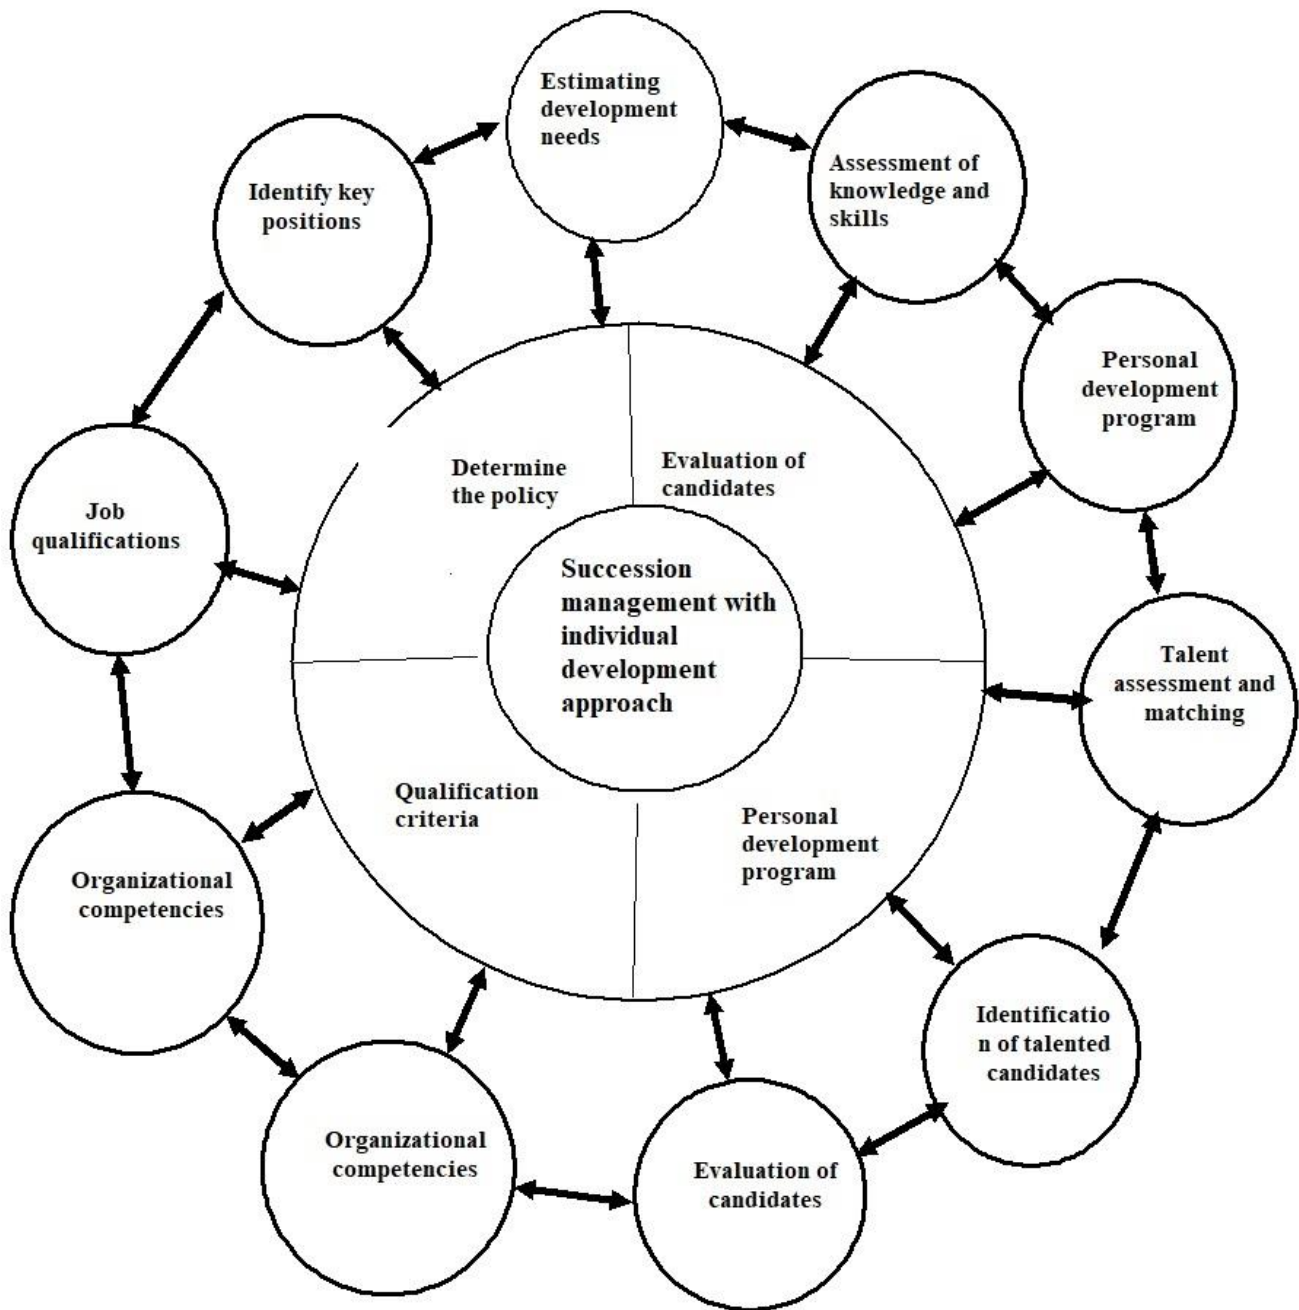 Estimating
development
needs
Assessment of
knowledge and
skills
Identify key
positions
Personal
development
program
Determine
the policy
Evaluation of
candidates
Job
qualifications
Succession
management with
individual
development
approach
Talent
assessment and
matching
Qualification
criteria
Personal
development
program
Organizational
competencies
Identificatio
n of talented
candidates
Organizational
competencies
Evaluation of
candidates